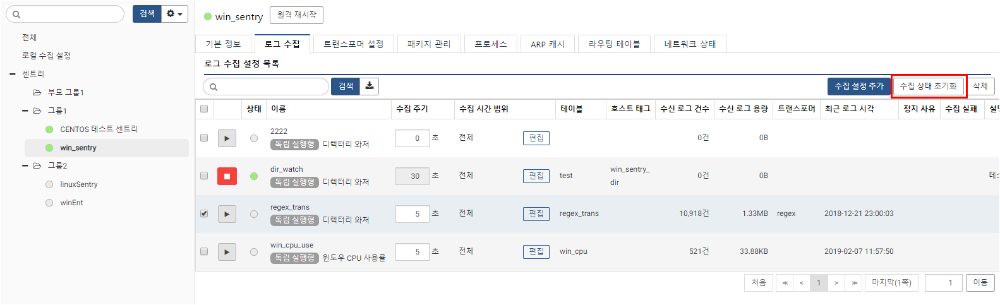 검색
전체
로컬 수집 설정
센트리
부모 그룹1
그룹1
CENTOS 테스트 센트리
win_sentry
그룹2
linuxSentry
winEnt
win_sentry 원격 재시작
기본 정보 로그 수집 트랜스포머 설정 패키지 관리 프로세스 ARP 캐시 라우팅 테이블 네트워크 상태
로그 수집 설정 목록
검색 수집 설정 추가 수집 상태 초기화 삭제
상태 이름 수집 주기 수집 시간 범위 테이블 호스트 태그 수신 로그 건수 수신 로그 용량 트랜스포머 최근 로그 시각 정지 사유 수집 실패
2222
독립 실행형 디렉터리 와처 0 초 전체 편집 0건 0B
dir_watch
독립 실행형 디렉터리 와처 30 초 전체 편집 test win_sentry_
dir 0건 0B
regex_trans
독립 실행형 디렉터리 와처 5 초 전체 편집 regex_trans 10,918건 1.33MB regex 2018-12-21 23:00:03
win_cpu_use
독립 실행형 윈도우 CPU 사용률 5 초 전체 편집 win_cpu 521건 33.88KB 2019-02-07 11:57:50
처음 ≪ < 1 > ≫ 마지막(1쪽) 1 이동